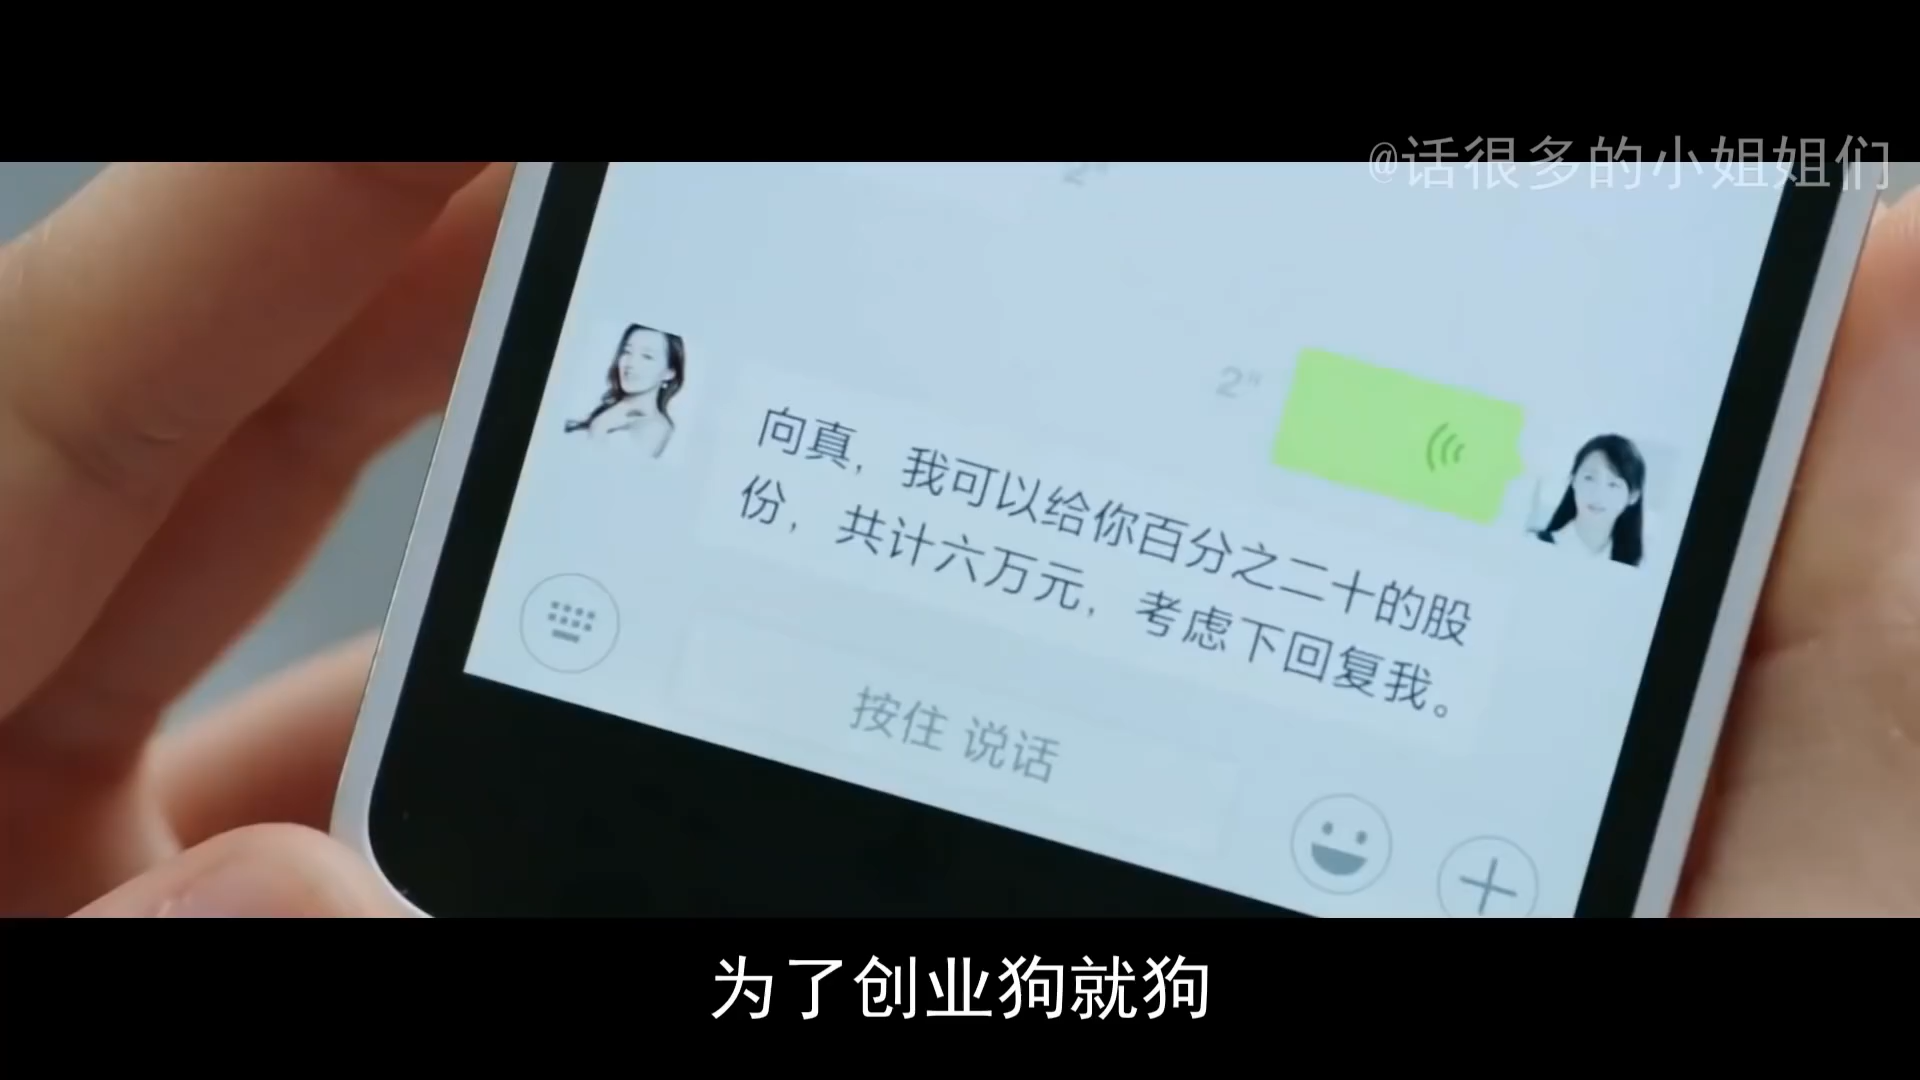 @话很多的小姐姐们
2"
2"
向真，我可以给你百分之二十的股
份，共计六万元，考虑下回复我。
按住 说话
为了创业狗就狗